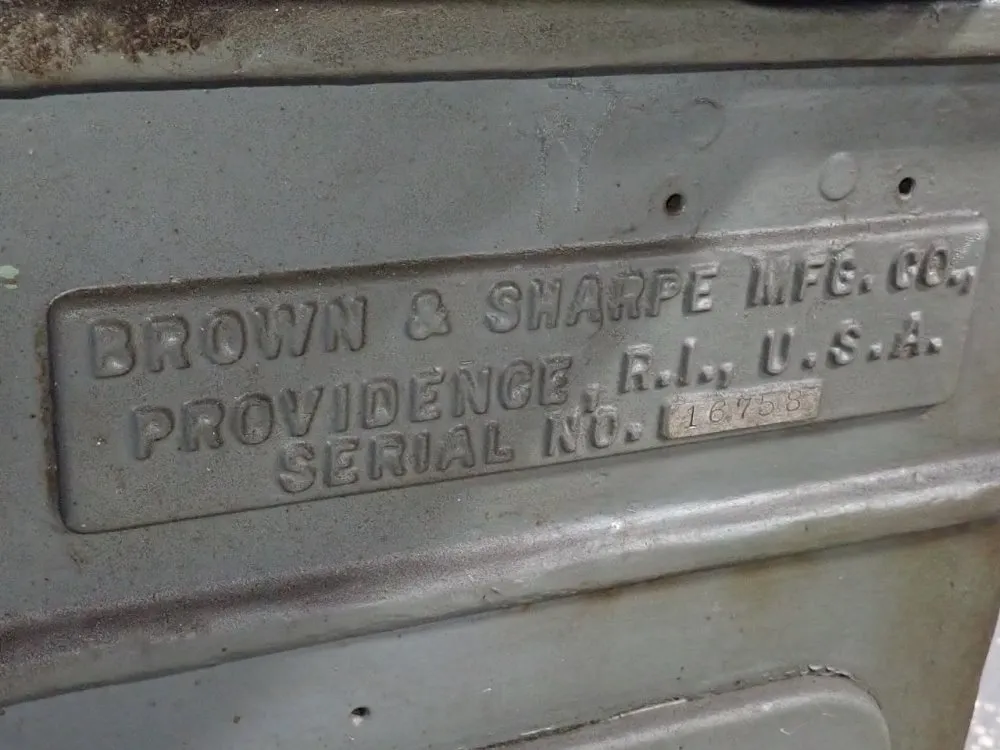 BROWN & SHARPE MFG. CO.,
PROVIDENCE, R.I., U.S.A.
SERIAL NO. 16758